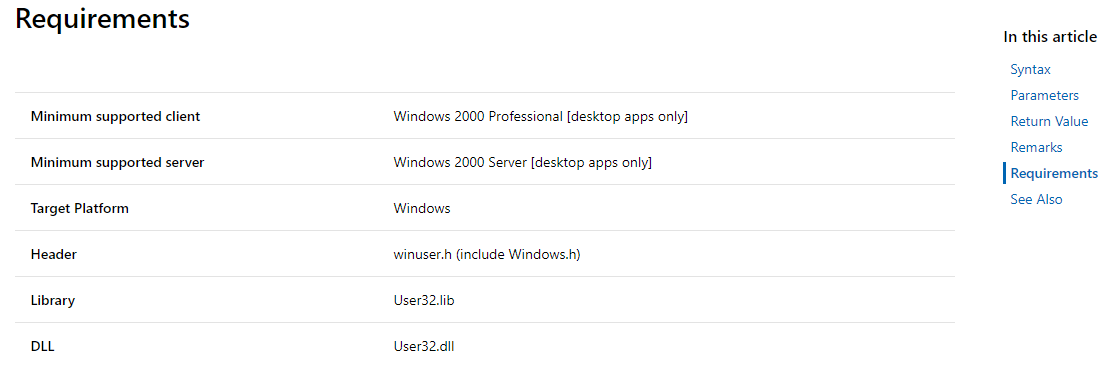 Requirements
Minimum supported client Windows 2000 Professional [desktop apps only]
Minimum supported server Windows 2000 Server [desktop apps only]
Target Platform Windows
Header winuser.h (include Windows.h)
Library User32.lib
DLL User32.dll
In this article
Syntax
Parameters
Return Value
Remarks
Requirements
See Also